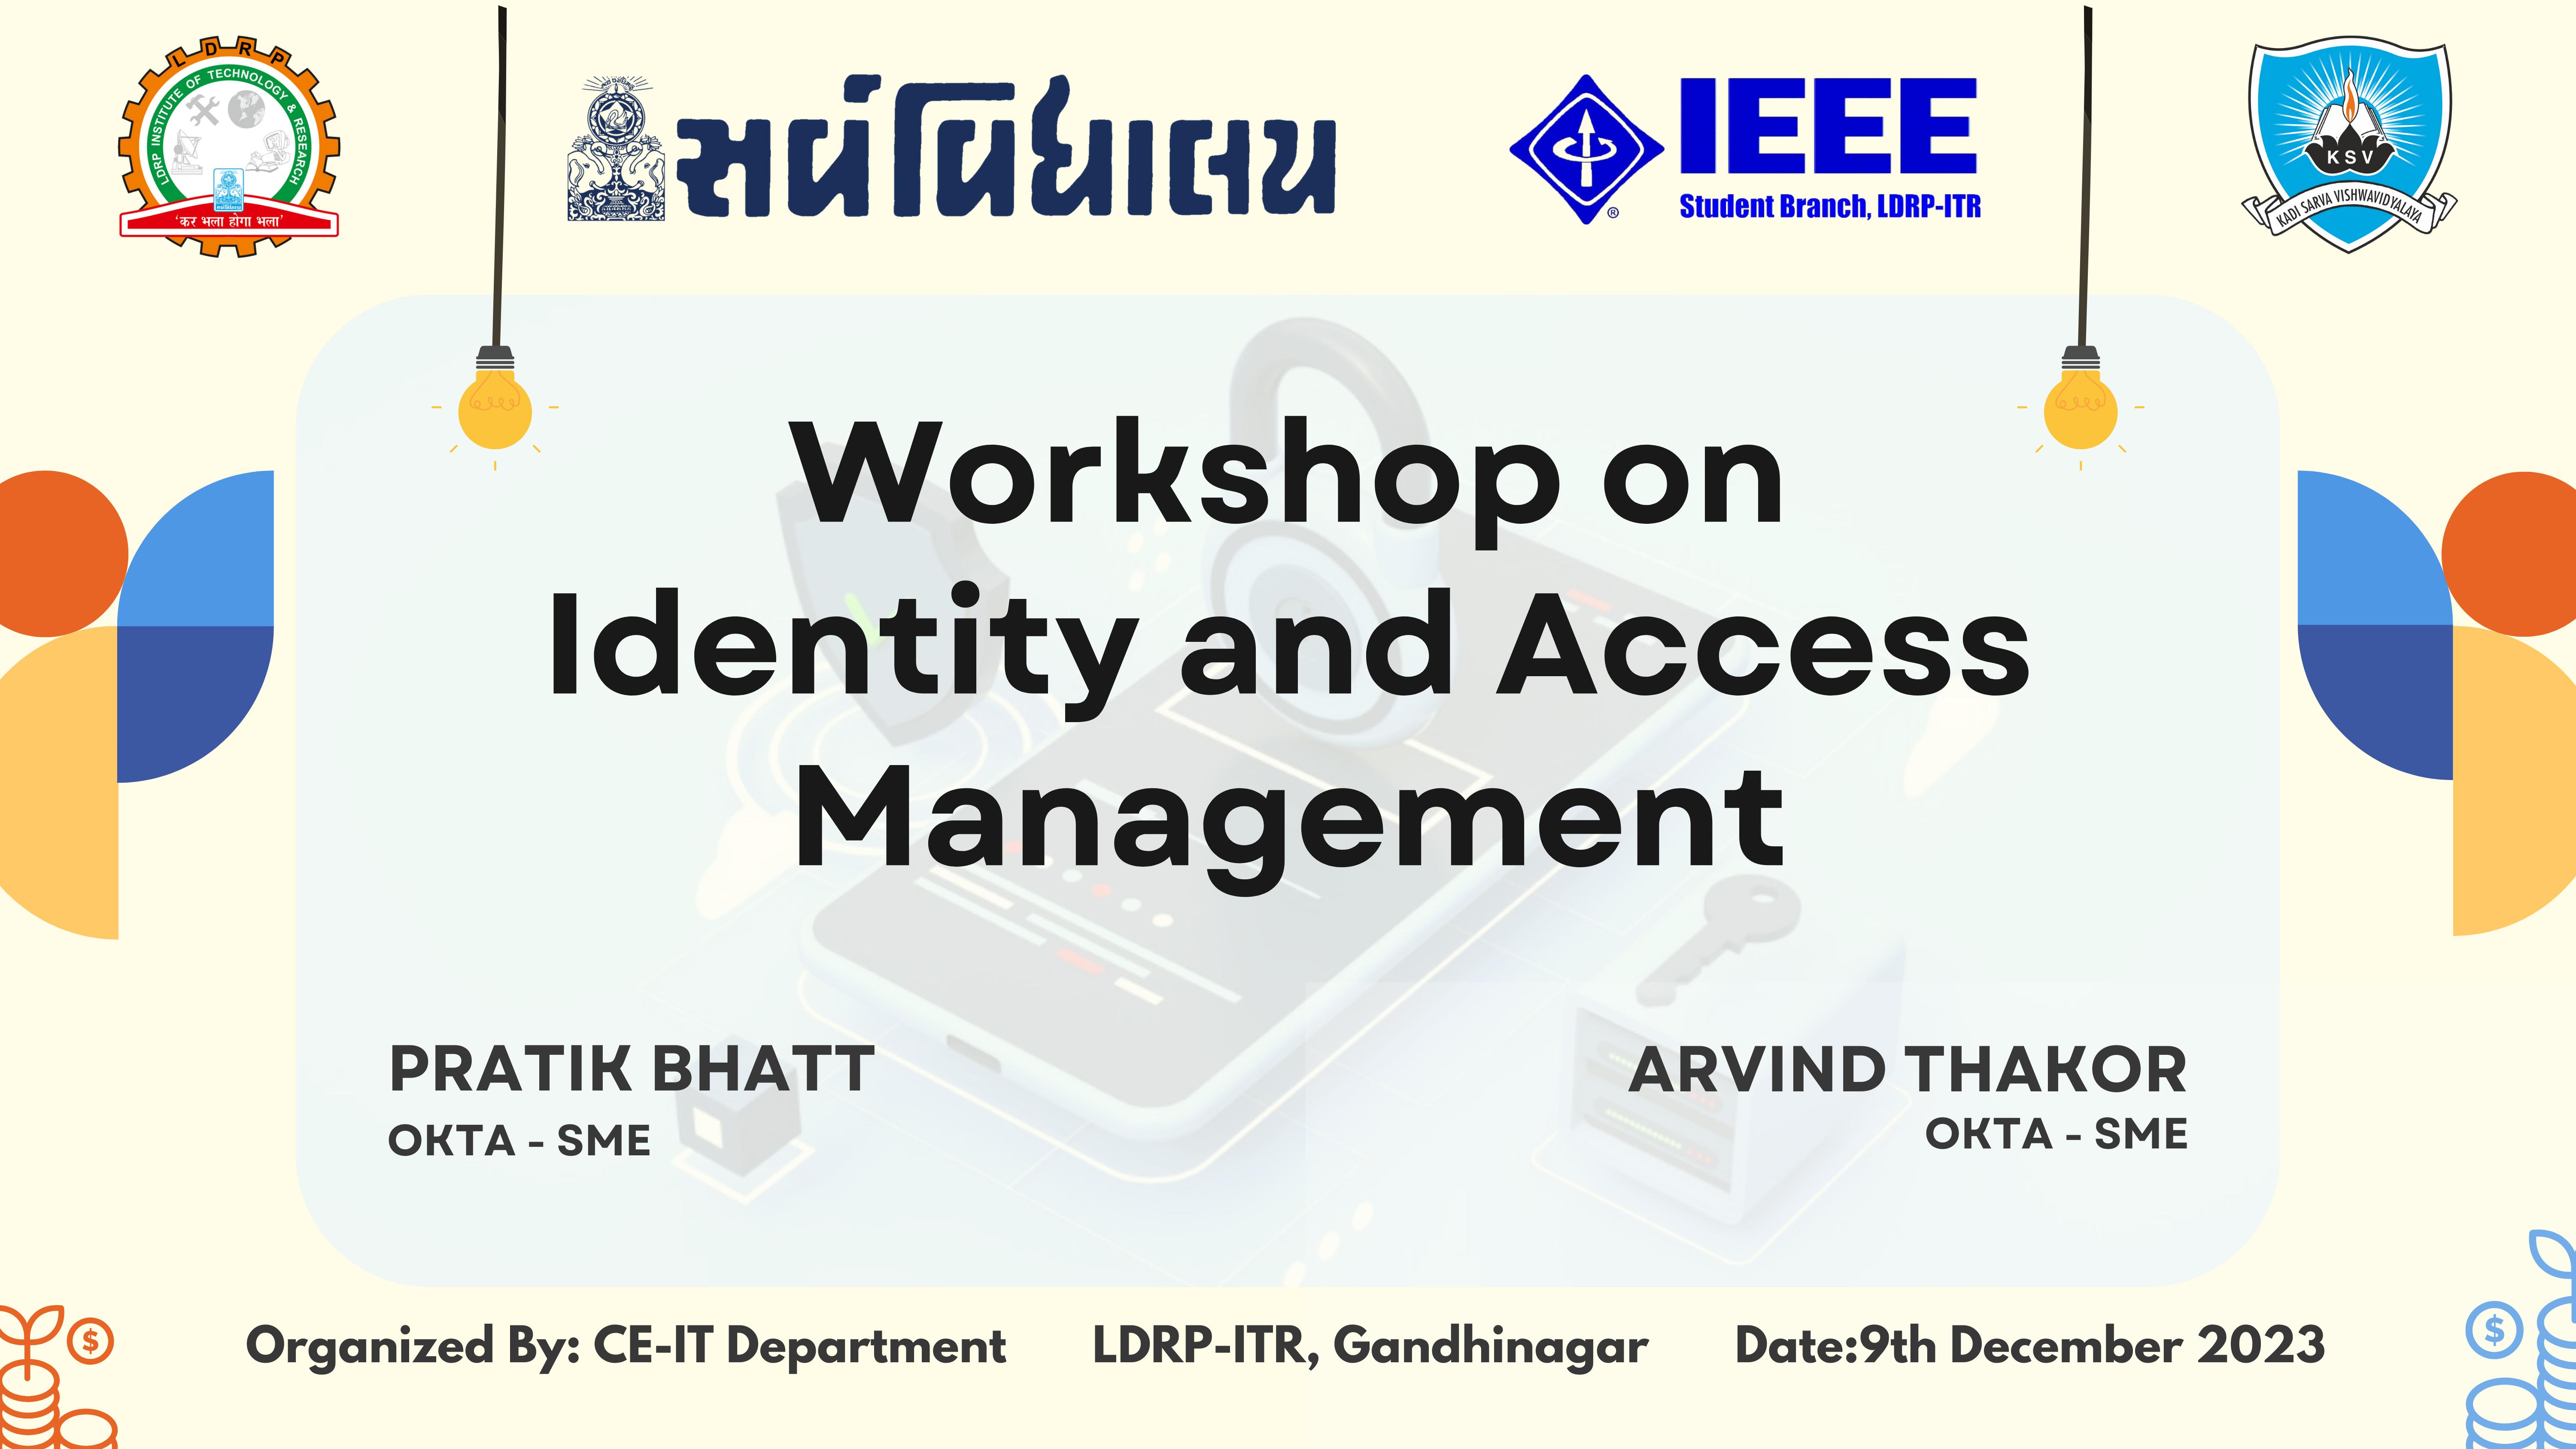 L D R P
LDRP INSTITUTE OF TECHNOLOGY & RESEARCH
'कर भला होगा भला'
સર્વ વિદ્યાલય
IEEE
®
Student Branch, LDRP-ITR
KSV
KADI SARVA VISHWAVIDYALAYA
Workshop on
Identity and Access
Management
PRATIK BHATT
OKTA - SME
ARVIND THAKOR
OKTA - SME
$
Organized By: CE-IT Department
LDRP-ITR, Gandhinagar
Date:9th December 2023
$